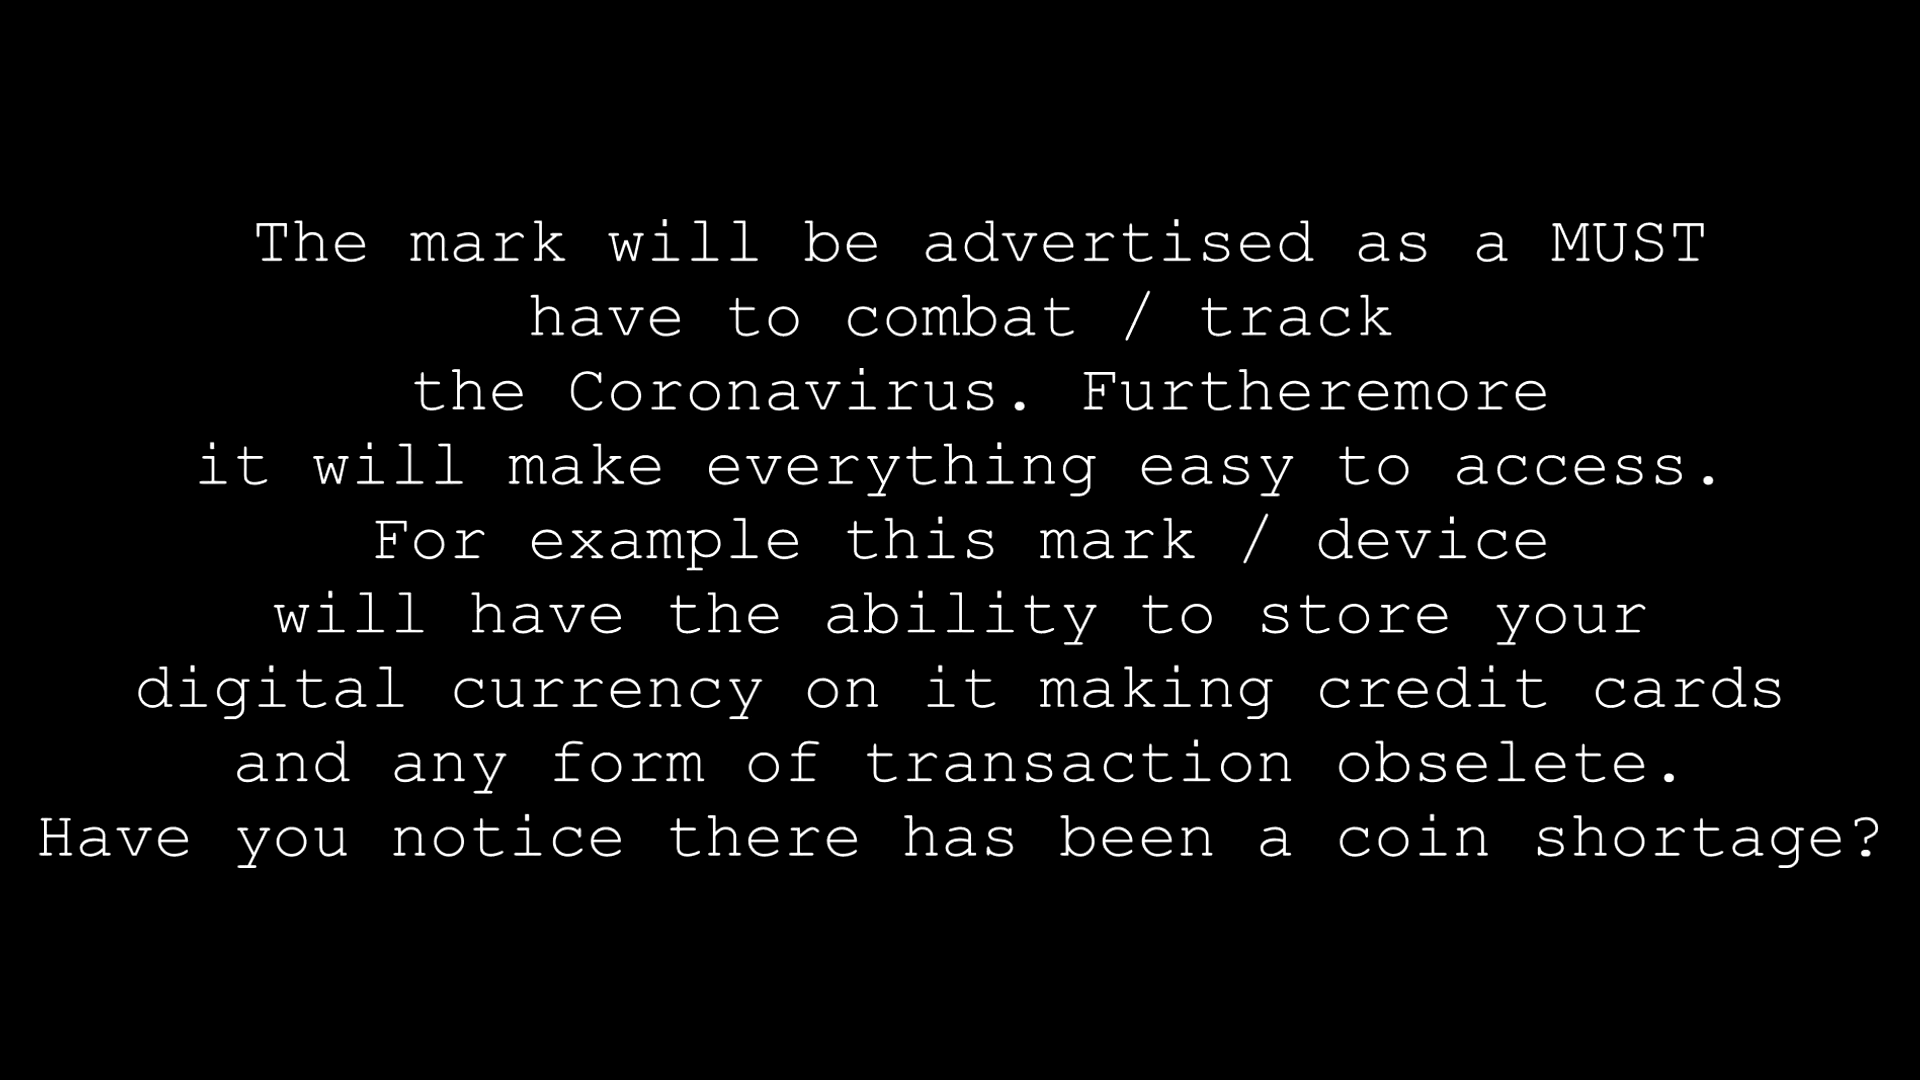 The mark will be advertised as a MUST
have to combat / track
the Coronavirus. Furtheremore
it will make everything easy to access.
For example this mark / device
will have the ability to store your
digital currency on it making credit cards
and any form of transaction obselete.
Have you notice there has been a coin shortage?